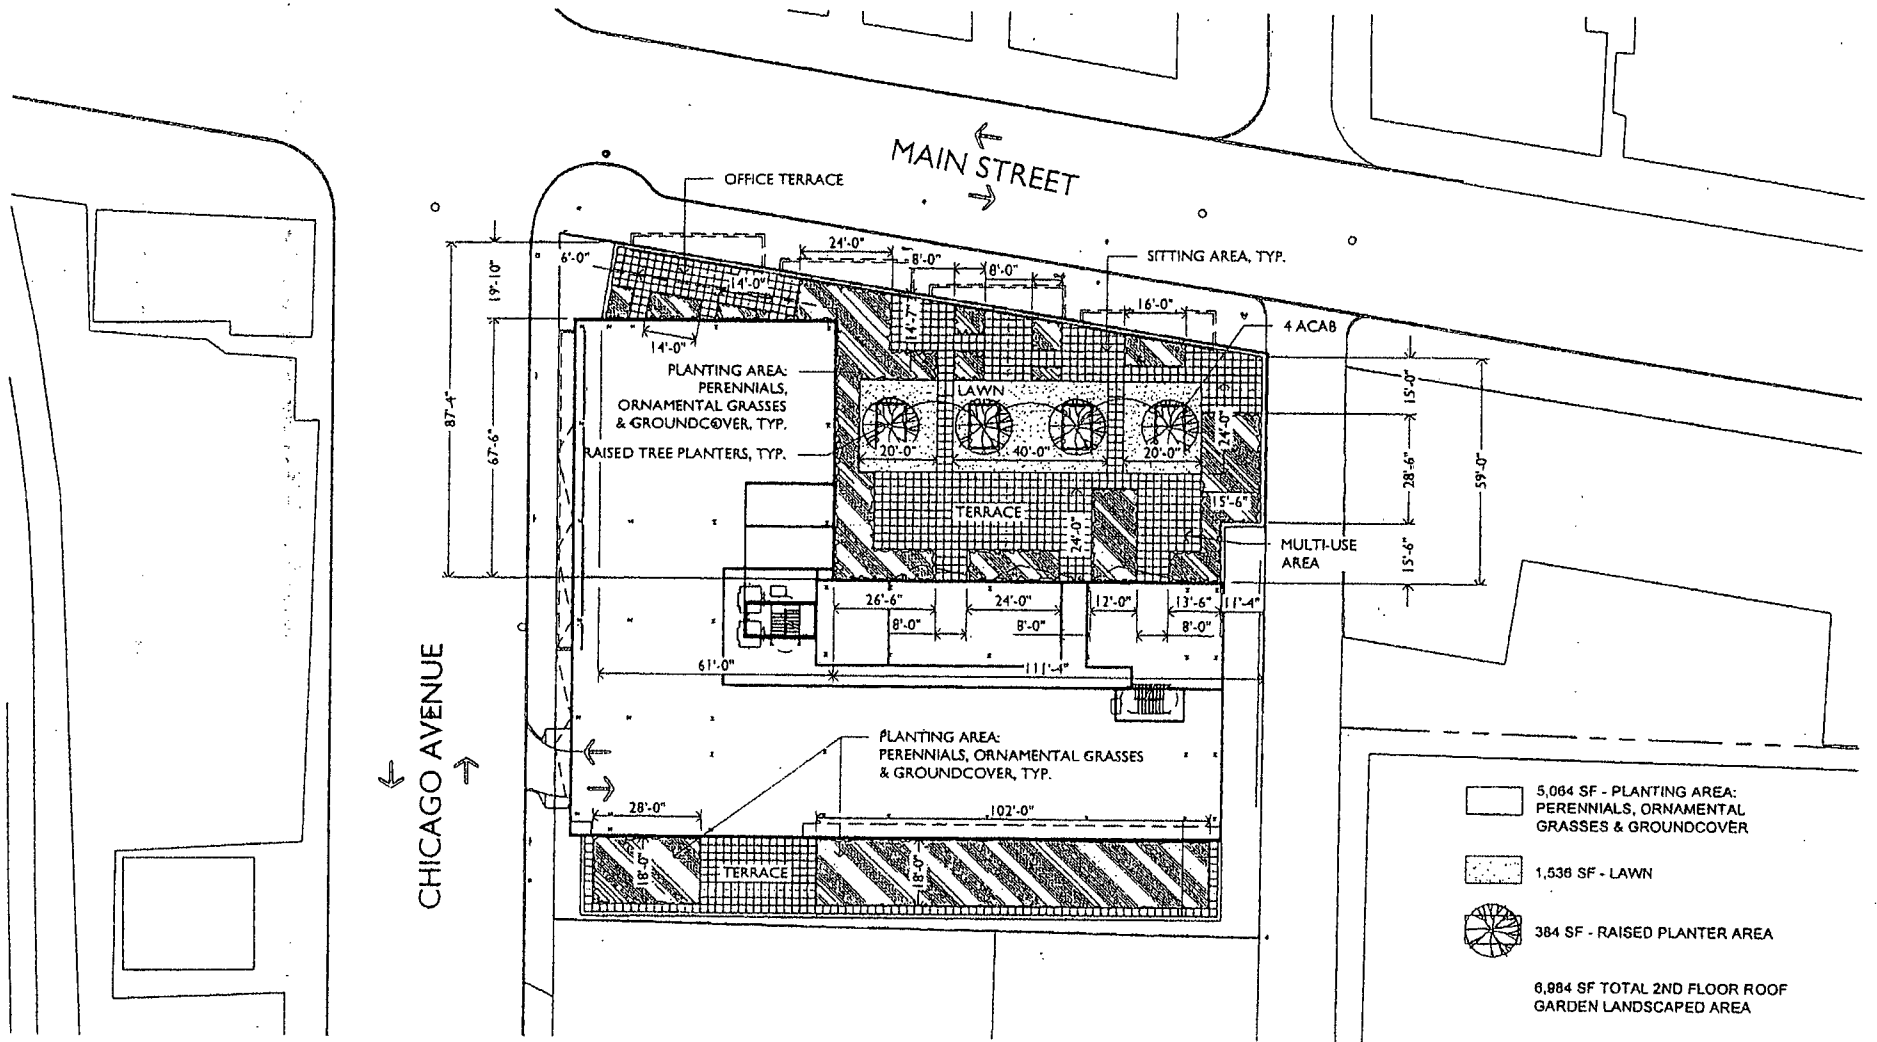 MAIN STREET
OFFICE TERRACE
24'-0"
8'-0"
8'-0"
SITTING AREA, TYP.
6'-0"
14'-0"
14'-7"
16'-0"
4 ACAB
19'-10"
87'-4"
67'-6"
14'-0"
PLANTING AREA:
PERENNIALS,
ORNAMENTAL GRASSES
& GROUNDCOVER, TYP.
RAISED TREE PLANTERS, TYP.
LAWN
20'-0"
40'-0"
20'-0"
24'-0"
15'-0"
28'-6"
59'-0"
15'-6"
15'-6"
TERRACE
24'-0"
MULTI-USE
AREA
26'-6"
24'-0"
12'-0"
13'-6"
11'-4"
8'-0"
8'-0"
8'-0"
61'-0"
111'-4"
CHICAGO AVENUE
PLANTING AREA:
PERENNIALS, ORNAMENTAL GRASSES
& GROUNDCOVER, TYP.
28'-0"
102'-0"
18'-0"
TERRACE
18'-0"
5,064 SF - PLANTING AREA:
PERENNIALS, ORNAMENTAL
GRASSES & GROUNDCOVER
1,536 SF - LAWN
384 SF - RAISED PLANTER AREA
6,984 SF TOTAL 2ND FLOOR ROOF
GARDEN LANDSCAPED AREA